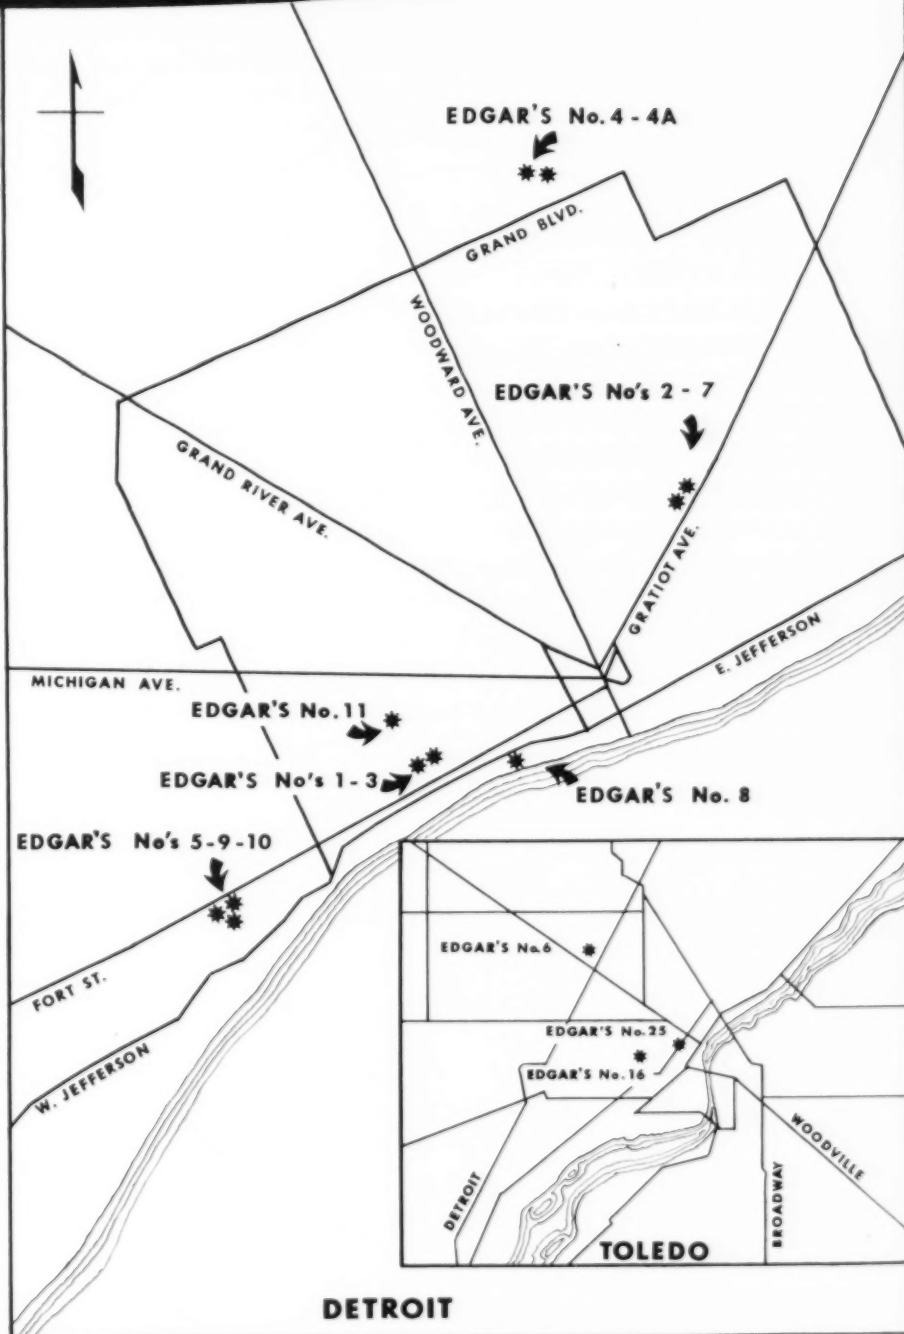 EDGAR'S No. 4 - 4A
GRAND BLVD.
WOODWARD AVE.
EDGAR'S No's 2 - 7
GRAND RIVER AVE.
GRATIOT AVE.
E. JEFFERSON
MICHIGAN AVE.
EDGAR'S No. 11
EDGAR'S No's 1 - 3
EDGAR'S No. 8
EDGAR'S No's 5-9-10
FORT ST.
W. JEFFERSON
EDGAR'S No.6
EDGAR'S No.25
EDGAR'S No.16
WOODVILLE
DETROIT
BROADWAY
TOLEDO
DETROIT